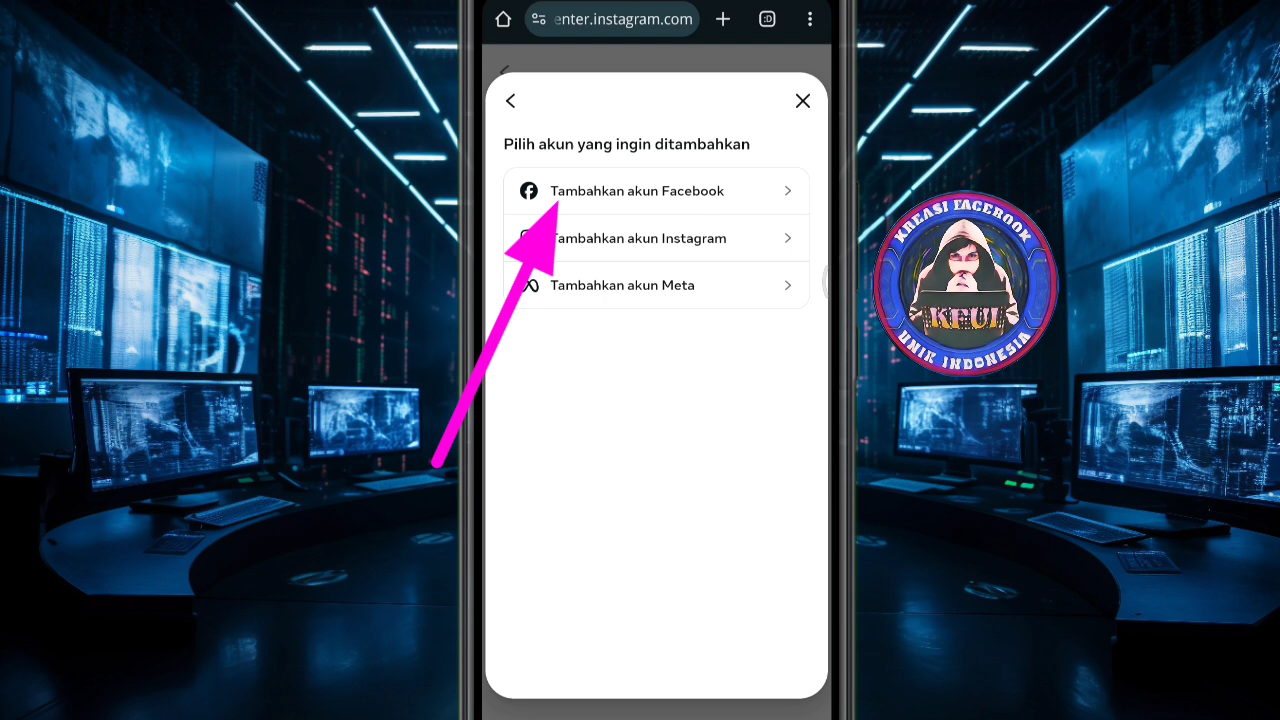 enter.instagram.com
:D
Pilih akun yang ingin ditambahkan
Tambahkan akun Facebook
Tambahkan akun Instagram
Tambahkan akun Meta
KREASI FACEBOOK
KFUI
UNIK INDONESIA